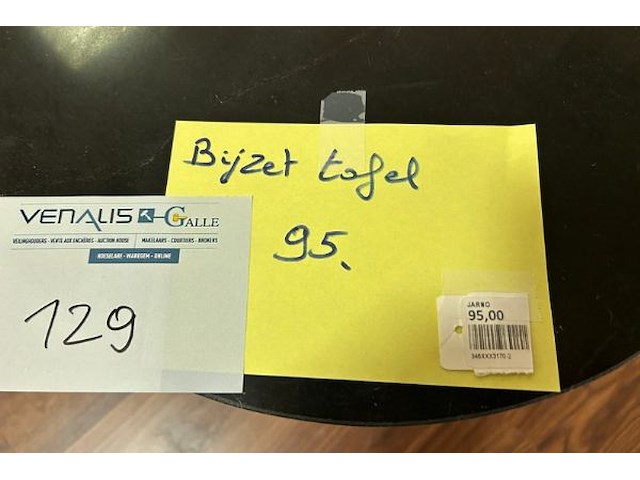 Bijzet tafel
95.
VENALIS GALLE
VEILINGHOUDERS - VENTE AUX ENCHÈRES - AUCTION HOUSE MAKELAARS - COURTIERS - BROKERS
ROESELARE - WAREGEM - ONLINE
129
JARNO
95,00